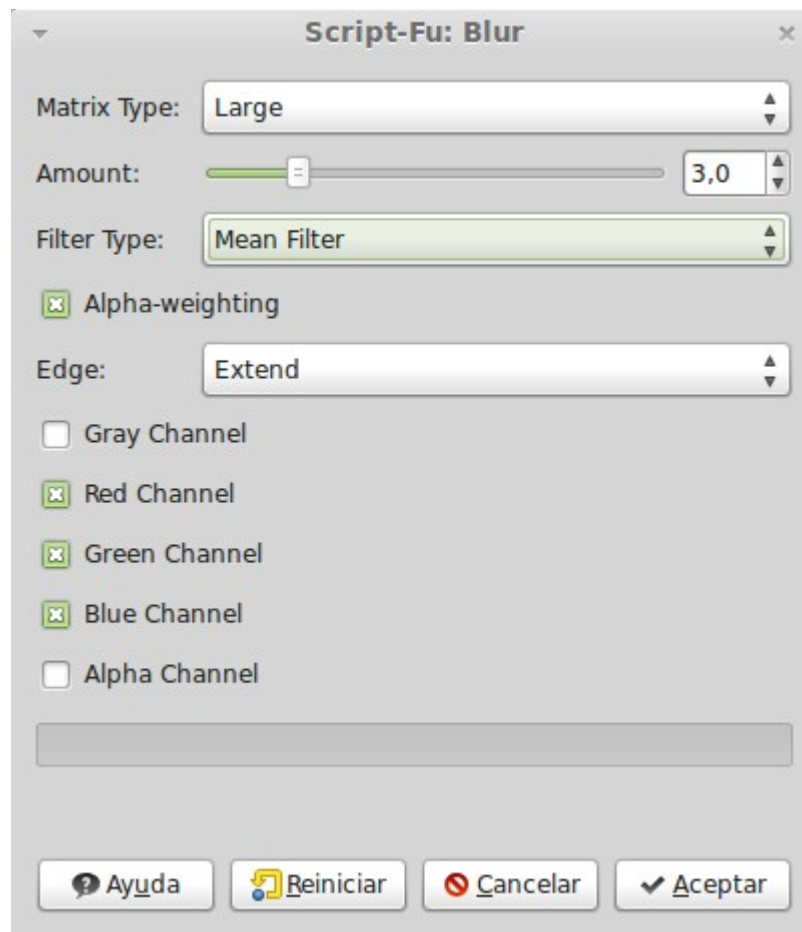 Script-Fu: Blur
Matrix Type: Large
Amount: 3,0
Filter Type: Mean Filter
Alpha-weighting
Edge: Extend
Gray Channel
Red Channel
Green Channel
Blue Channel
Alpha Channel
Ayuda Reiniciar Cancelar Aceptar